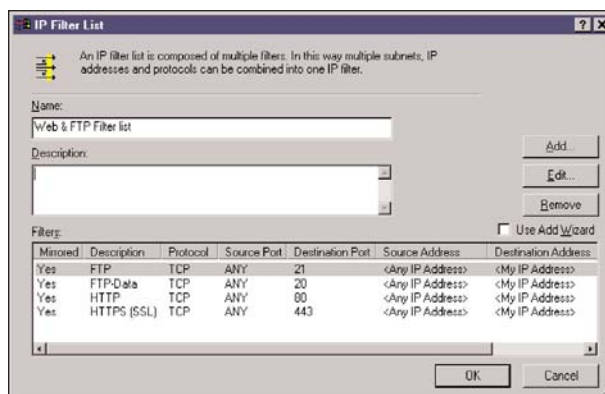 IP Filter List
An IP filter list is composed of multiple filters. In this way multiple subnets, IP
addresses and protocols can be combined into one IP filter.
Name:
Web & FTP Filter list
Description:
Add...
Edit...
Remove
Filters:
Use Add Wizard
Mirrored Description Protocol Source Port Destination Port Source Address Destination Address
Yes FTP TCP ANY 21 <Any IP Address> <My IP Address>
Yes FTP-Data TCP ANY 20 <Any IP Address> <My IP Address>
Yes HTTP TCP ANY 80 <Any IP Address> <My IP Address>
Yes HTTPS (SSL) TCP ANY 443 <Any IP Address> <My IP Address>
OK
Cancel